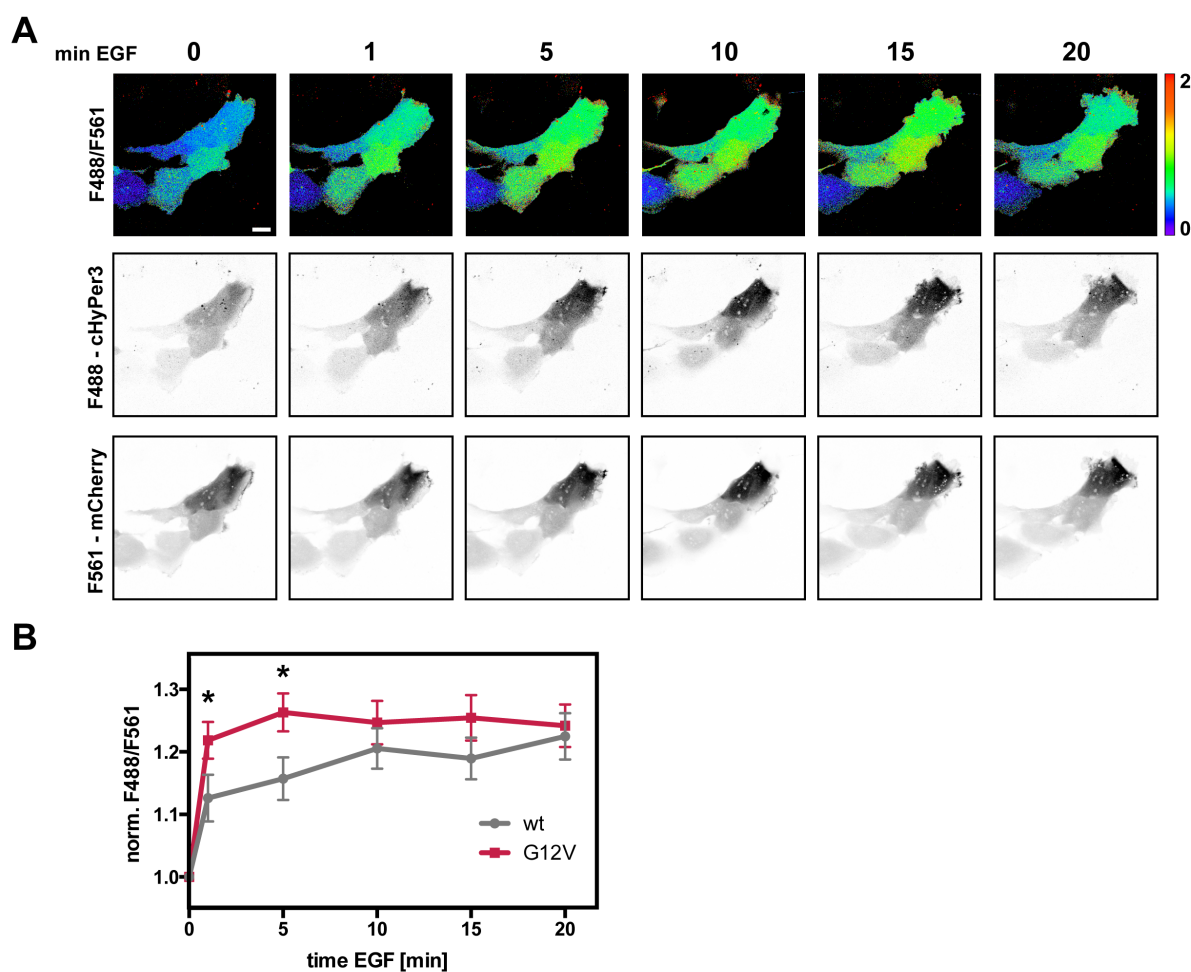 A
min EGF 0 1 5 10 15 20
F488/F561
2
0
F488 - cHyPer3
F561 - mCherry
B
norm. F488/F561
1.3
1.2
1.1
1.0
* *
wt
G12V
0 5 10 15 20
time EGF [min]